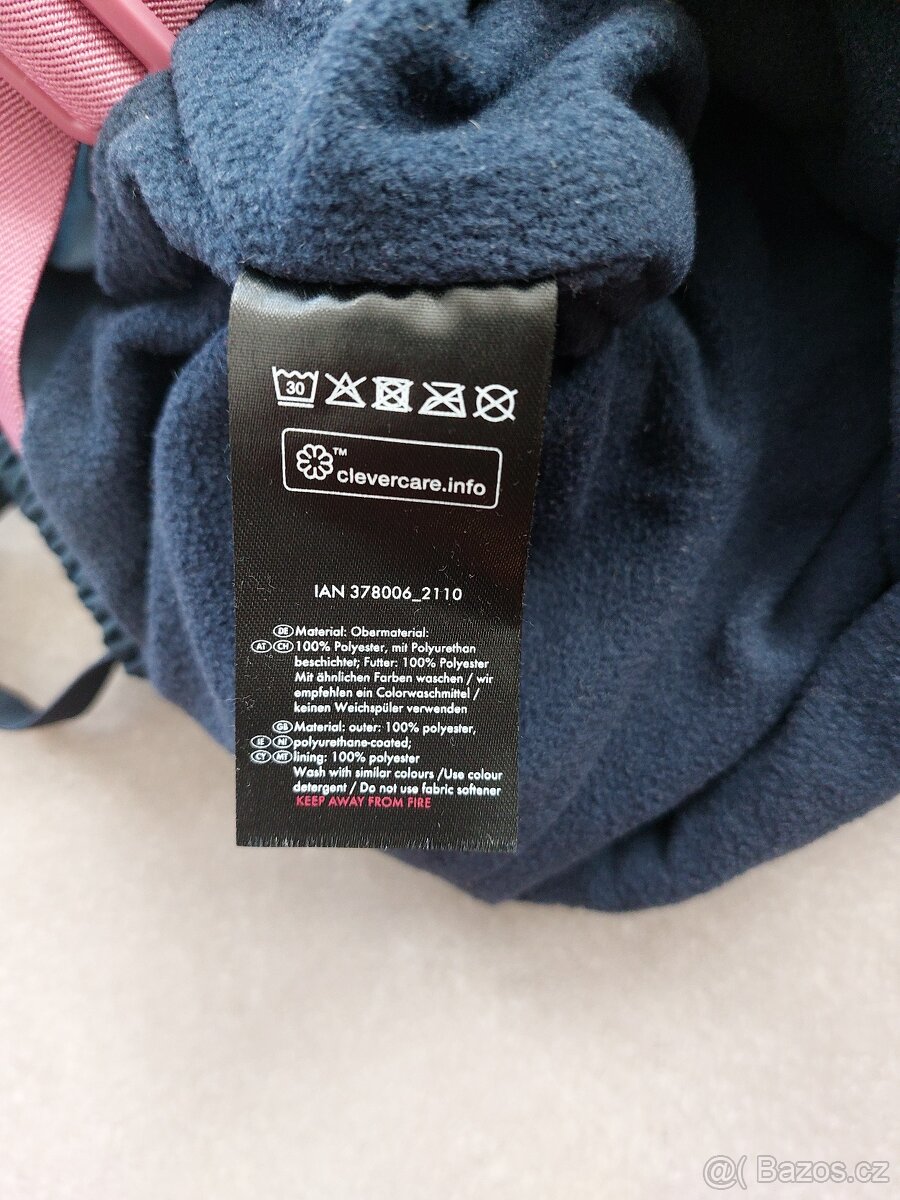 30
™
clevercare.info
IAN 378006_2110
DE Material: Obermaterial:
AT CH 100% Polyester, mit Polyurethan
beschichtet; Futter: 100% Polyester
Mit ähnlichen Farben waschen / wir
empfehlen ein Colorwaschmittel /
keinen Weichspüler verwenden
GB Material: outer: 100% polyester,
IE NI polyurethane-coated;
CY MT lining: 100% polyester
Wash with similar colours /Use colour
detergent / Do not use fabric softener
KEEP AWAY FROM FIRE
@( Bazos.cz